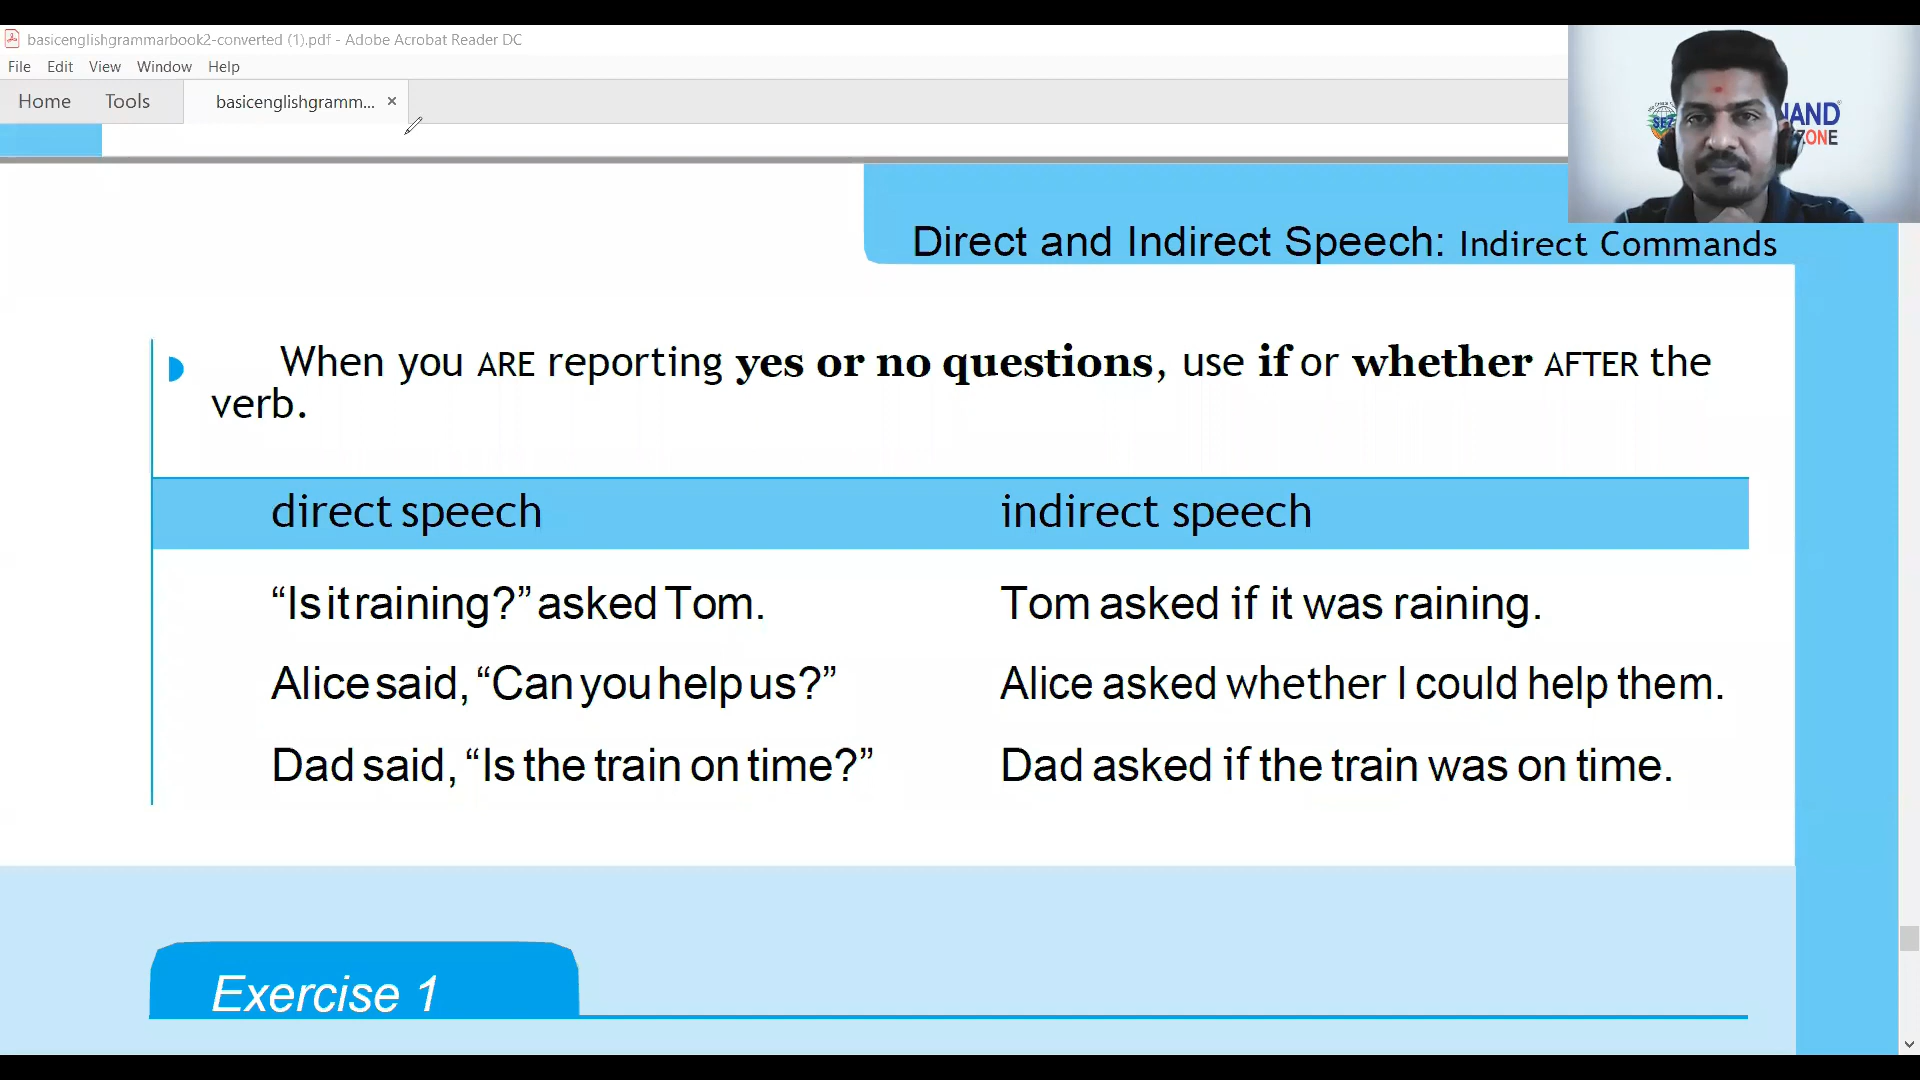 basicenglishgrammarbook2-converted (1).pdf - Adobe Acrobat Reader DC
File Edit View Window Help
Home Tools basicenglishgramm... ×
SEZ
ZONE
Direct and Indirect Speech: Indirect Commands
When you ARE reporting yes or no questions, use if or whether AFTER the
verb.
direct speech indirect speech
“Is it raining?” asked Tom. Tom asked if it was raining.
Alice said, “Can you help us?” Alice asked whether I could help them.
Dad said, “Is the train on time?” Dad asked if the train was on time.
Exercise 1